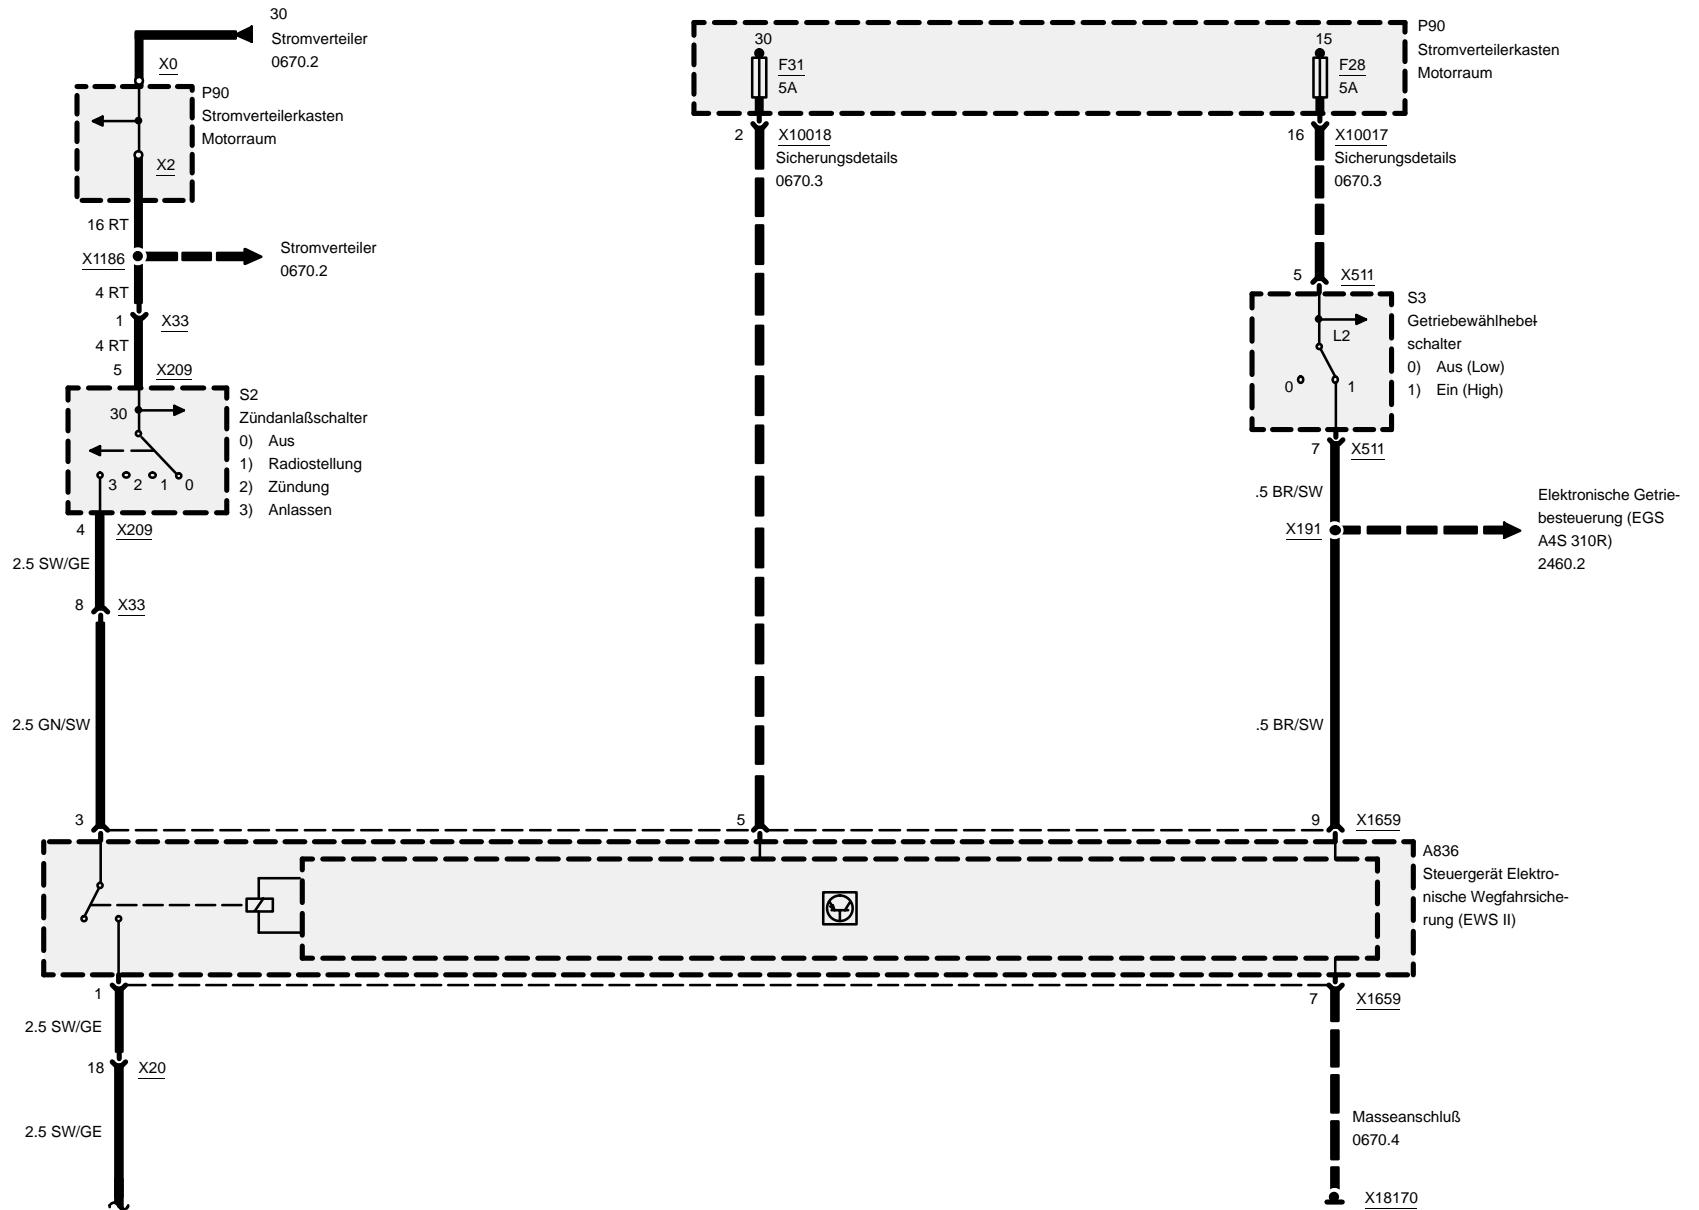 30
Stromverteiler
0670.2
X0
P90
Stromverteilerkasten
Motorraum
X2
16 RT
X1186
Stromverteiler
0670.2
4 RT
1
X33
4 RT
5
X209
S2
Zündanlaßschalter
0) Aus
1) Radiostellung
2) Zündung
3) Anlassen
30
3 2 1 0
4
X209
2.5 SW/GE
8
X33
2.5 GN/SW
3
P90
Stromverteilerkasten
Motorraum
30
F31
5A
2
X10018
Sicherungsdetails
0670.3
15
F28
5A
16
X10017
Sicherungsdetails
0670.3
5
X511
S3
Getriebewählhebel-
schalter
0) Aus (Low)
1) Ein (High)
L2
0
1
7
X511
.5 BR/SW
X191
Elektronische Getrie-
besteuerung (EGS
A4S 310R)
2460.2
.5 BR/SW
5
9
X1659
A836
Steuergerät Elektro-
nische Wegfahrsiche-
rung (EWS II)
1
2.5 SW/GE
18
X20
2.5 SW/GE
7
X1659
Masseanschluß
0670.4
X18170